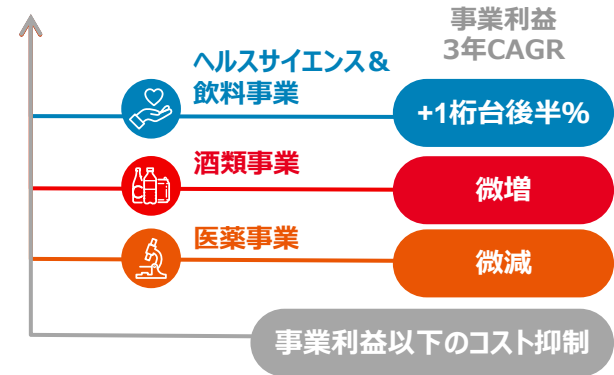 事業利益
3年CAGR
ヘルスサイエンス＆
飲料事業
+1桁台後半%
酒類事業
微増
医薬事業
微減
事業利益以下のコスト抑制